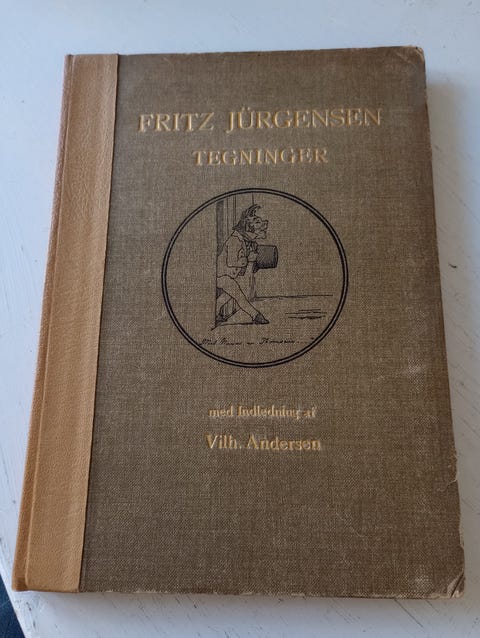 FRITZ JÜRGENSEN
TEGNINGER
med Indledning af
Vilh. Andersen